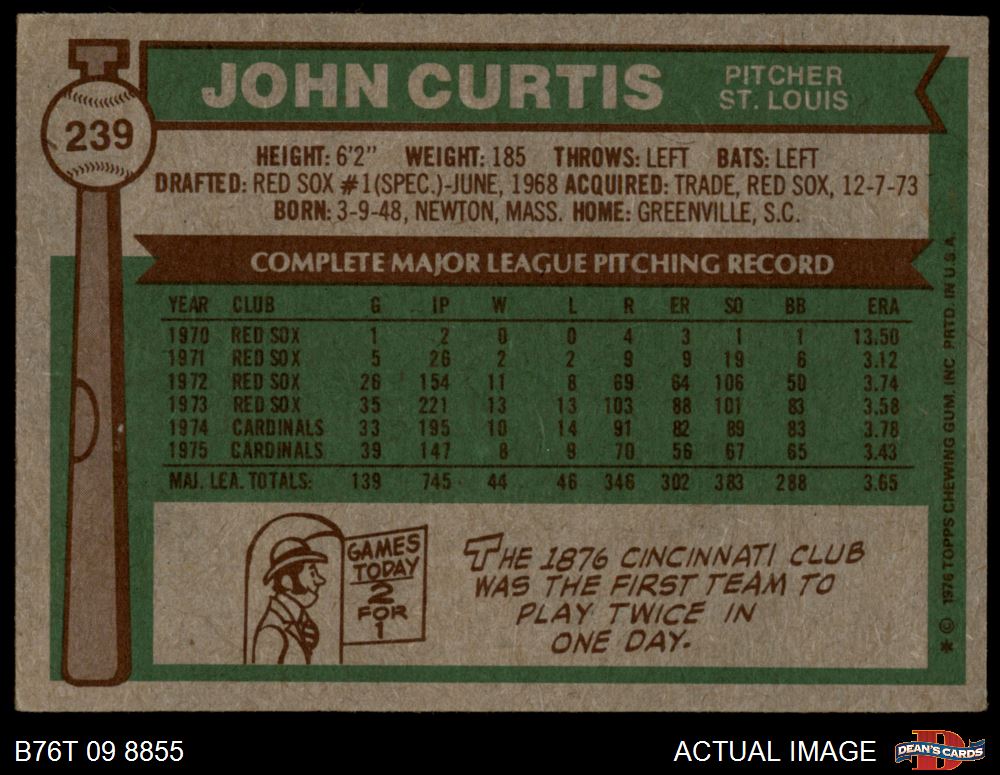 239
JOHN CURTIS
PITCHER
ST. LOUIS
HEIGHT: 6'2" WEIGHT: 185 THROWS: LEFT BATS: LEFT
DRAFTED: RED SOX #1(SPEC.)-JUNE, 1968 ACQUIRED: TRADE, RED SOX, 12-7-73
BORN: 3-9-48, NEWTON, MASS. HOME: GREENVILLE, S.C.
COMPLETE MAJOR LEAGUE PITCHING RECORD
YEAR CLUB G IP W L R ER SO BB ERA
1970 RED SOX 1 2 0 0 4 3 1 1 13.50
1971 RED SOX 5 26 2 2 9 9 19 6 3.12
1972 RED SOX 26 154 11 8 69 64 106 50 3.74
1973 RED SOX 35 221 13 13 103 88 101 83 3.58
1974 CARDINALS 33 195 10 14 91 82 89 83 3.78
1975 CARDINALS 39 147 8 9 70 56 67 65 3.43
MAJ. LEA. TOTALS: 139 745 44 46 346 302 383 288 3.65
GAMES
TODAY
2
FOR
1
THE 1876 CINCINNATI CLUB
WAS THE FIRST TEAM TO
PLAY TWICE IN
ONE DAY.
* © 1976 TOPPS CHEWING GUM, INC PRTD. IN U.S.A.
B76T 09 8855
ACTUAL IMAGE
D
DEAN'S CARDS